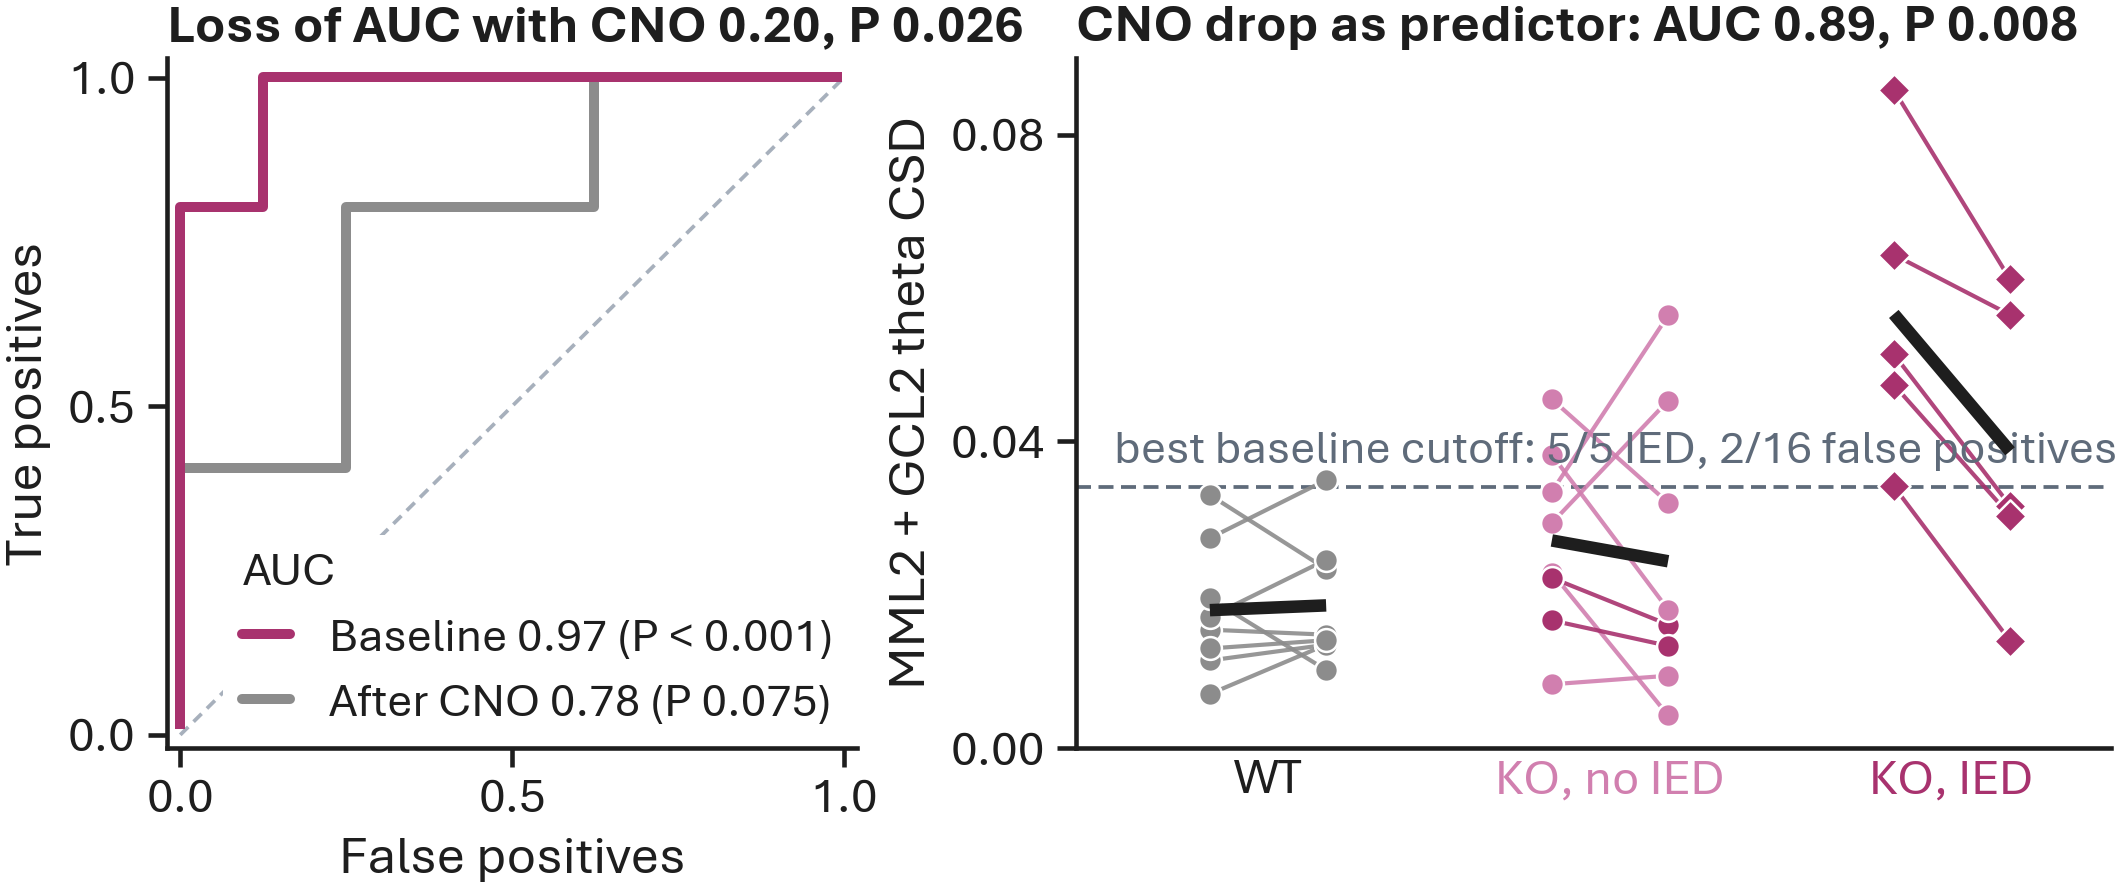 Loss of AUC with CNO 0.20, P 0.026
1.0
0.5
0.0
True positives
AUC
Baseline 0.97 (P < 0.001)
After CNO 0.78 (P 0.075)
0.0
0.5
1.0
False positives
CNO drop as predictor: AUC 0.89, P 0.008
MML2 + GCL2 theta CSD
0.08
0.04
0.00
best baseline cutoff: 5/5 IED, 2/16 false positives
WT
KO, no IED
KO, IED